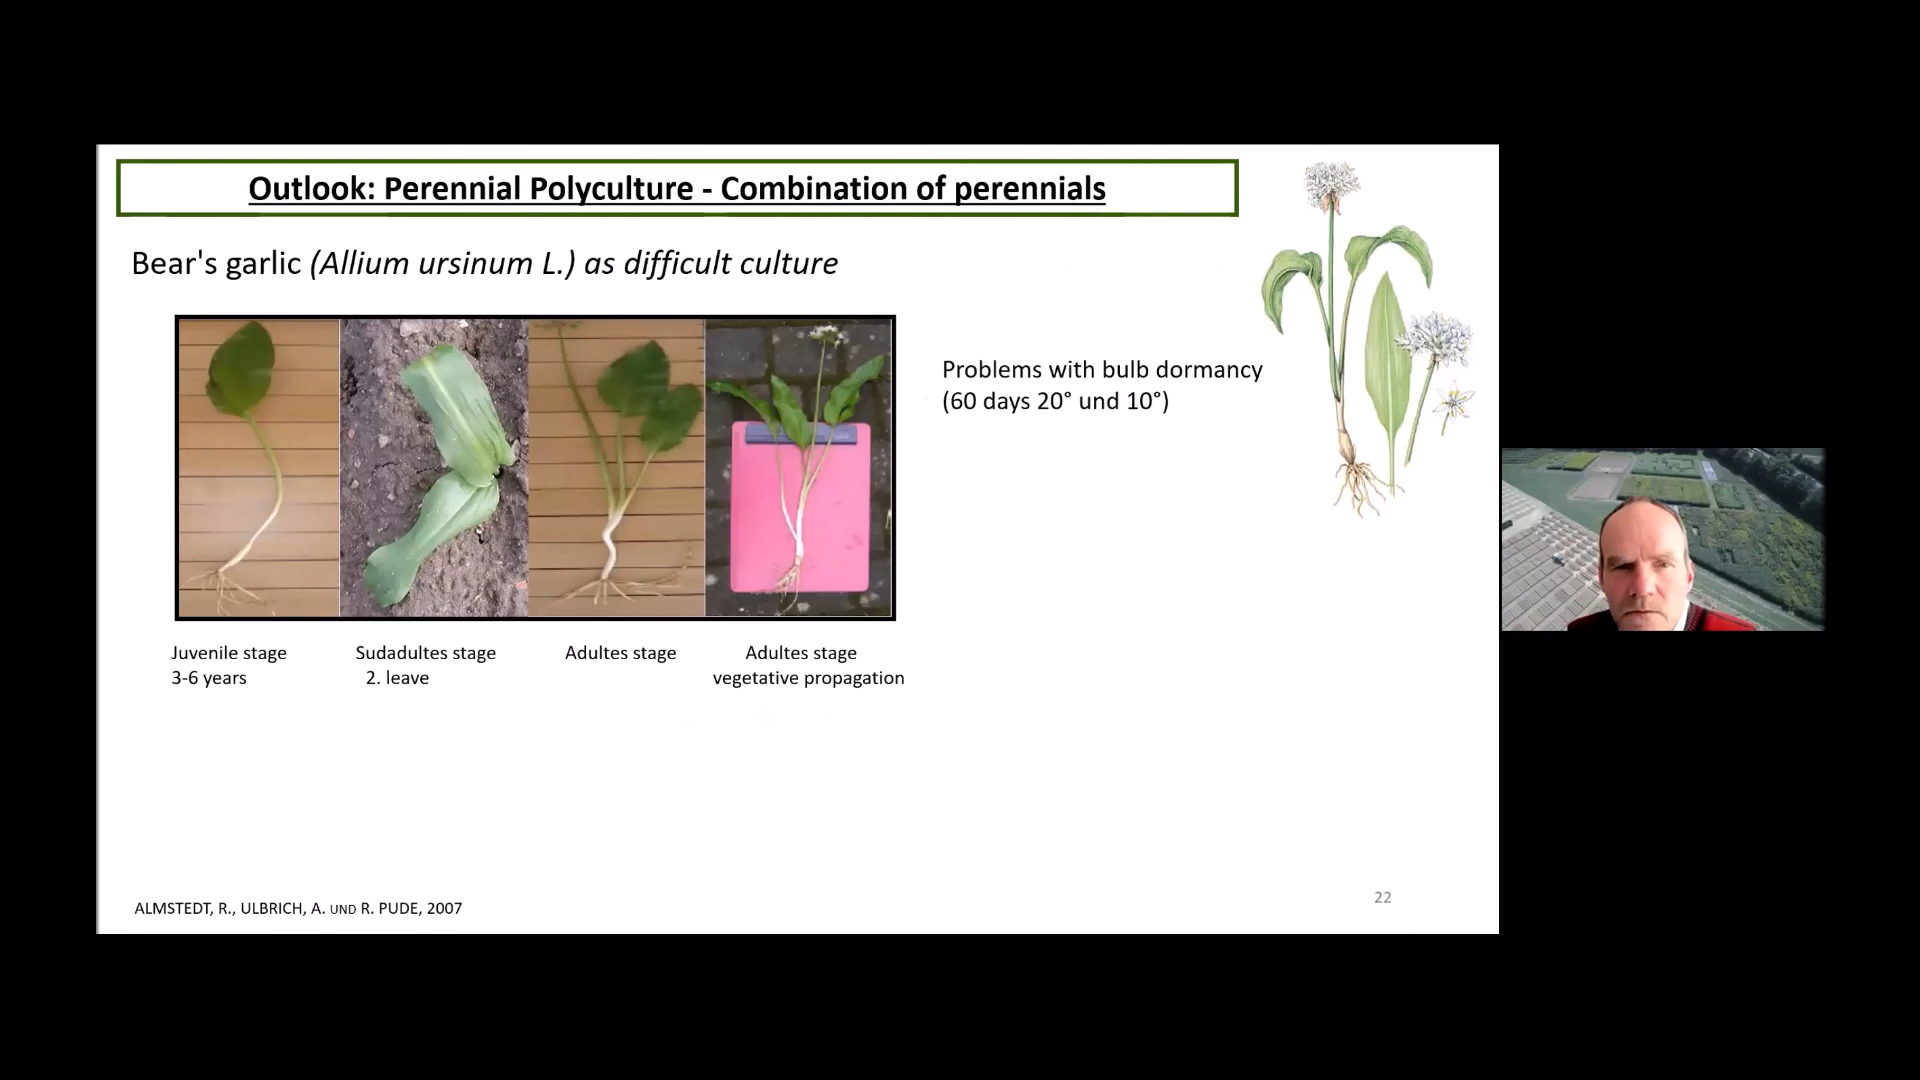 Outlook: Perennial Polyculture - Combination of perennials
Bear's garlic (Allium ursinum L.) as difficult culture
Problems with bulb dormancy
(60 days 20° und 10°)
Juvenile stage
3-6 years
Sudadultes stage
2. leave
Adultes stage
Adultes stage
vegetative propagation
ALMSTEDT, R., ULBRICH, A. UND R. PUDE, 2007
22